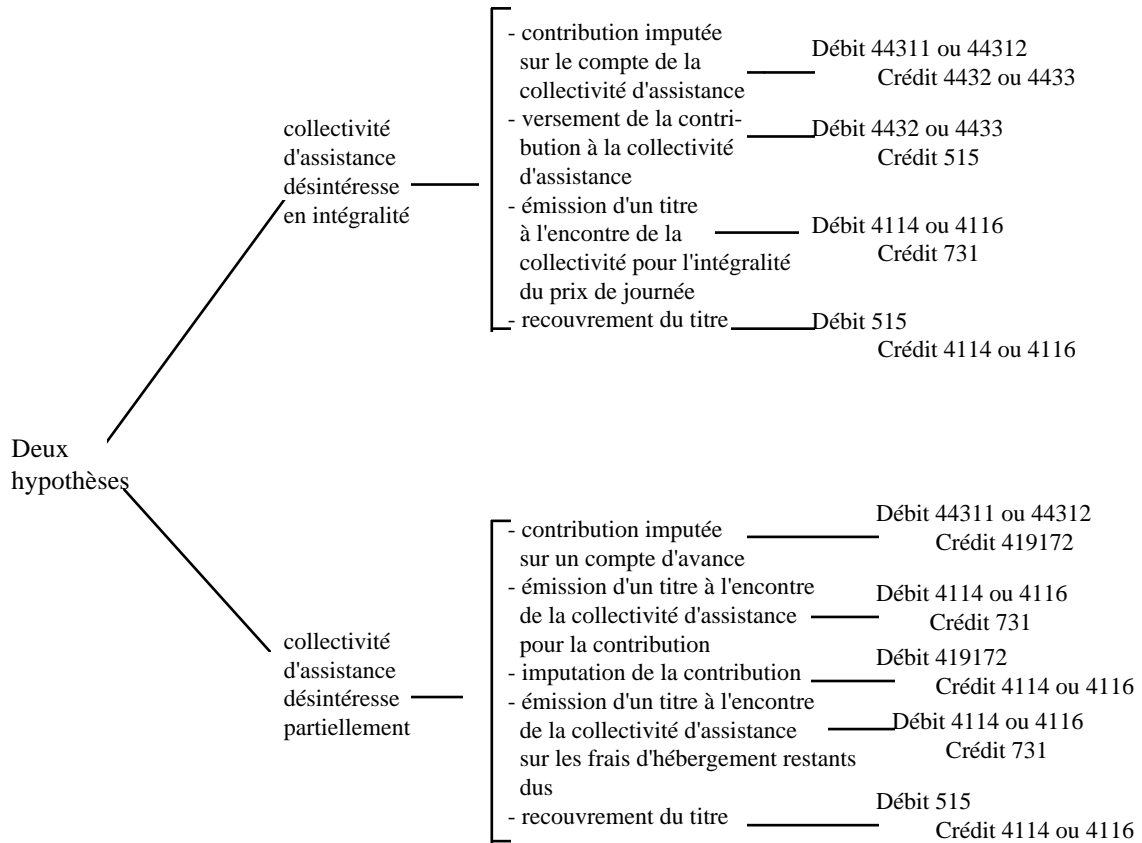 - contribution imputée
sur le compte de la
collectivité d'assistance
Débit 44311 ou 44312
Crédit 4432 ou 4433
- versement de la contri-
bution à la collectivité
d'assistance
Débit 4432 ou 4433
Crédit 515
collectivité
d'assistance
désintéresse
en intégralité
- émission d'un titre
à l'encontre de la
collectivité pour l'intégralité
du prix de journée
Débit 4114 ou 4116
Crédit 731
- recouvrement du titre
Débit 515
Crédit 4114 ou 4116
Deux
hypothèses
- contribution imputée
sur un compte d'avance
Débit 44311 ou 44312
Crédit 419172
- émission d'un titre à l'encontre
de la collectivité d'assistance
pour la contribution
Débit 4114 ou 4116
Crédit 731
collectivité
d'assistance
désintéresse
partiellement
- imputation de la contribution
Débit 419172
Crédit 4114 ou 4116
- émission d'un titre à l'encontre
de la collectivité d'assistance
sur les frais d'hébergement restants
dus
Débit 4114 ou 4116
Crédit 731
- recouvrement du titre
Débit 515
Crédit 4114 ou 4116